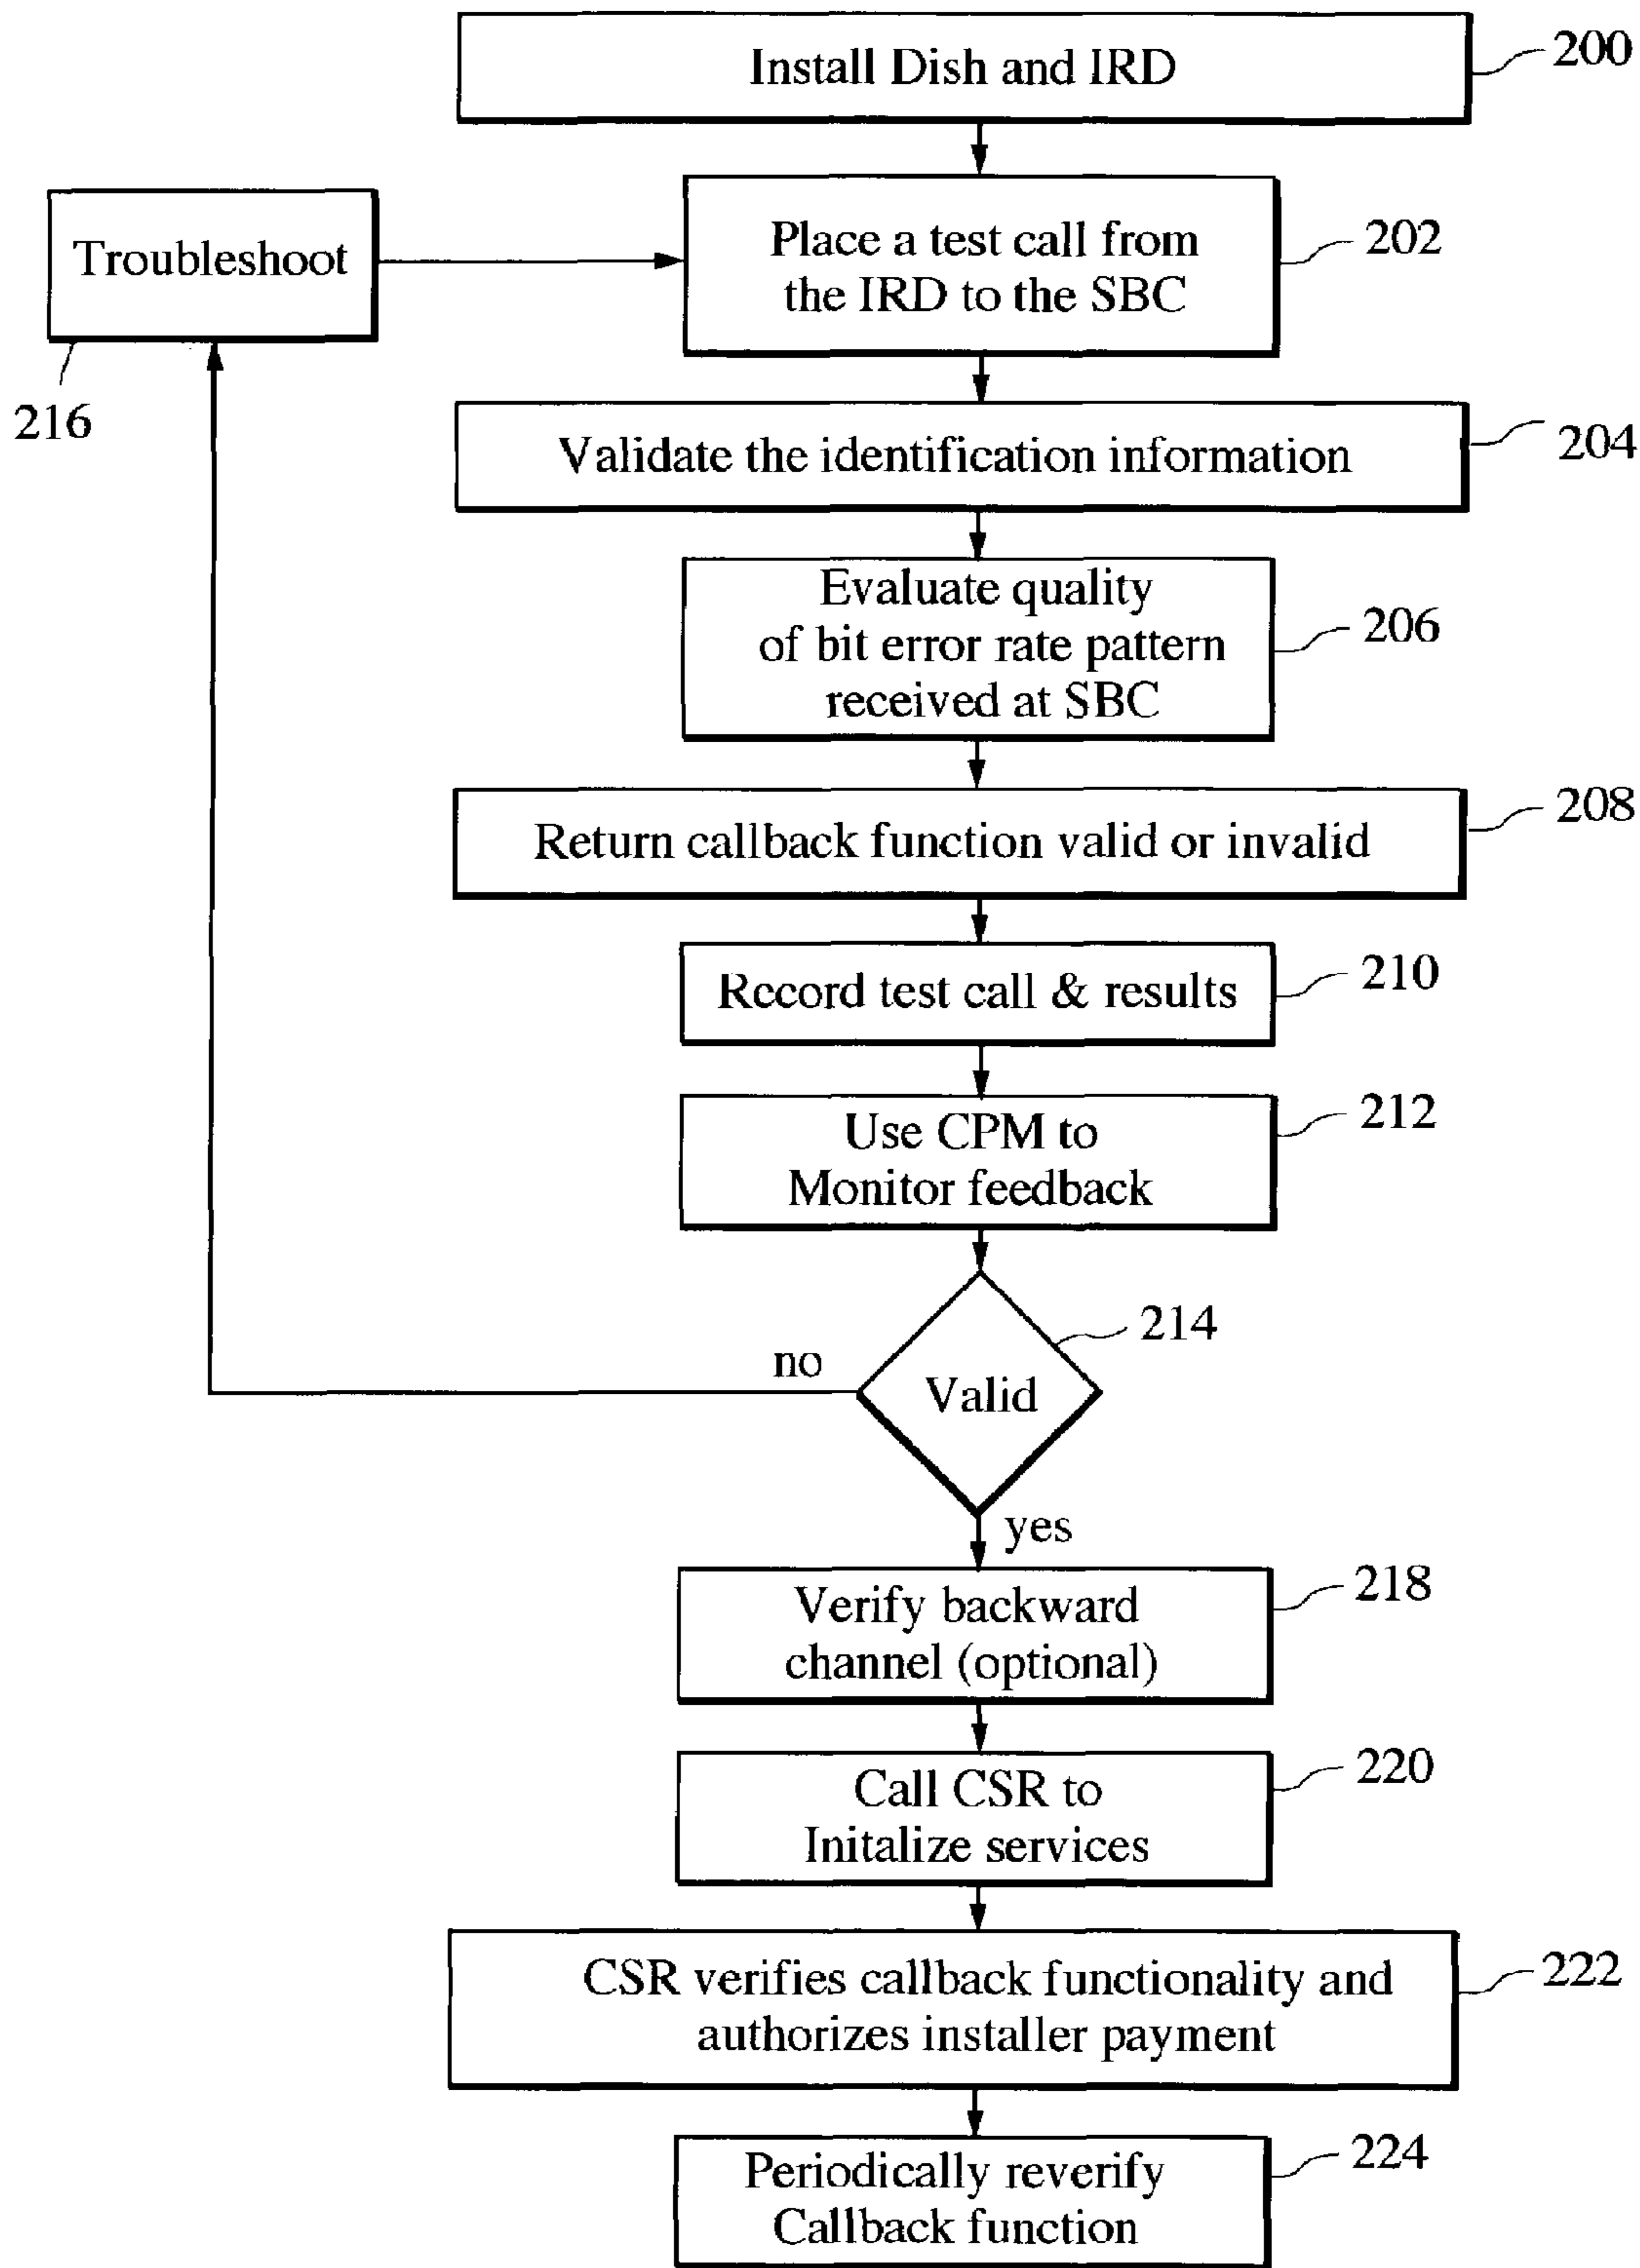 Install Dish and IRD
200
Troubleshoot
216
Place a test call from
the IRD to the SBC
202
Validate the identification information
204
Evaluate quality
of bit error rate pattern
received at SBC
206
Return callback function valid or invalid
208
Record test call & results
210
Use CPM to
Monitor feedback
212
Valid
214
no
yes
Verify backward
channel (optional)
218
Call CSR to
Initalize services
220
CSR verifies callback functionality and
authorizes installer payment
222
Periodically reverify
Callback function
224